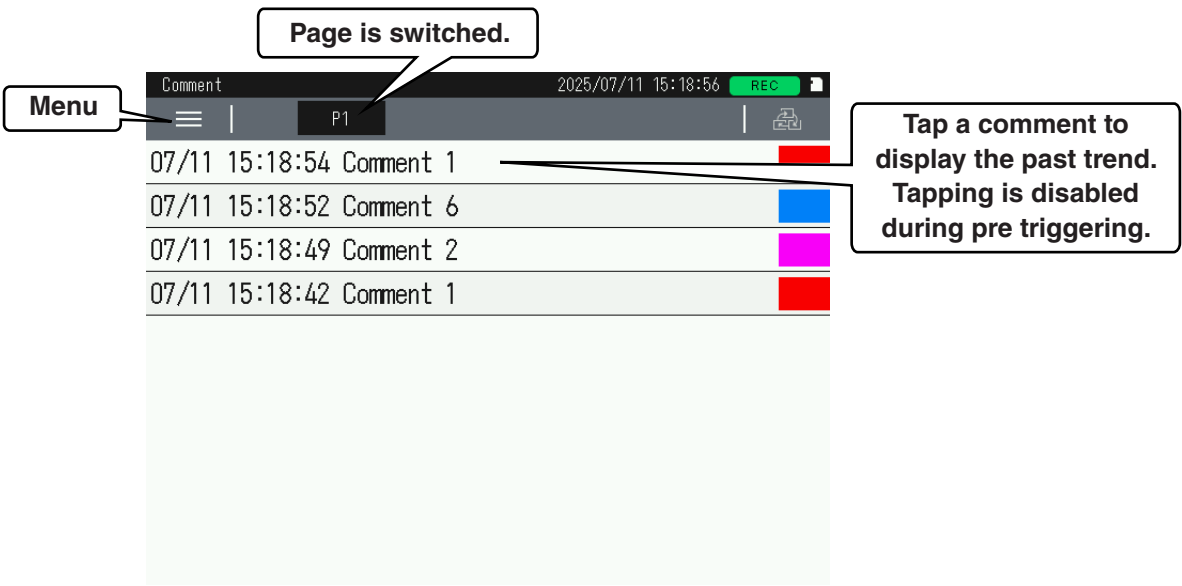 Page is switched.
Menu
Comment 2025/07/11 15:18:56 REC
P1
07/11 15:18:54 Comment 1
07/11 15:18:52 Comment 6
07/11 15:18:49 Comment 2
07/11 15:18:42 Comment 1
Tap a comment to
display the past trend.
Tapping is disabled
during pre triggering.